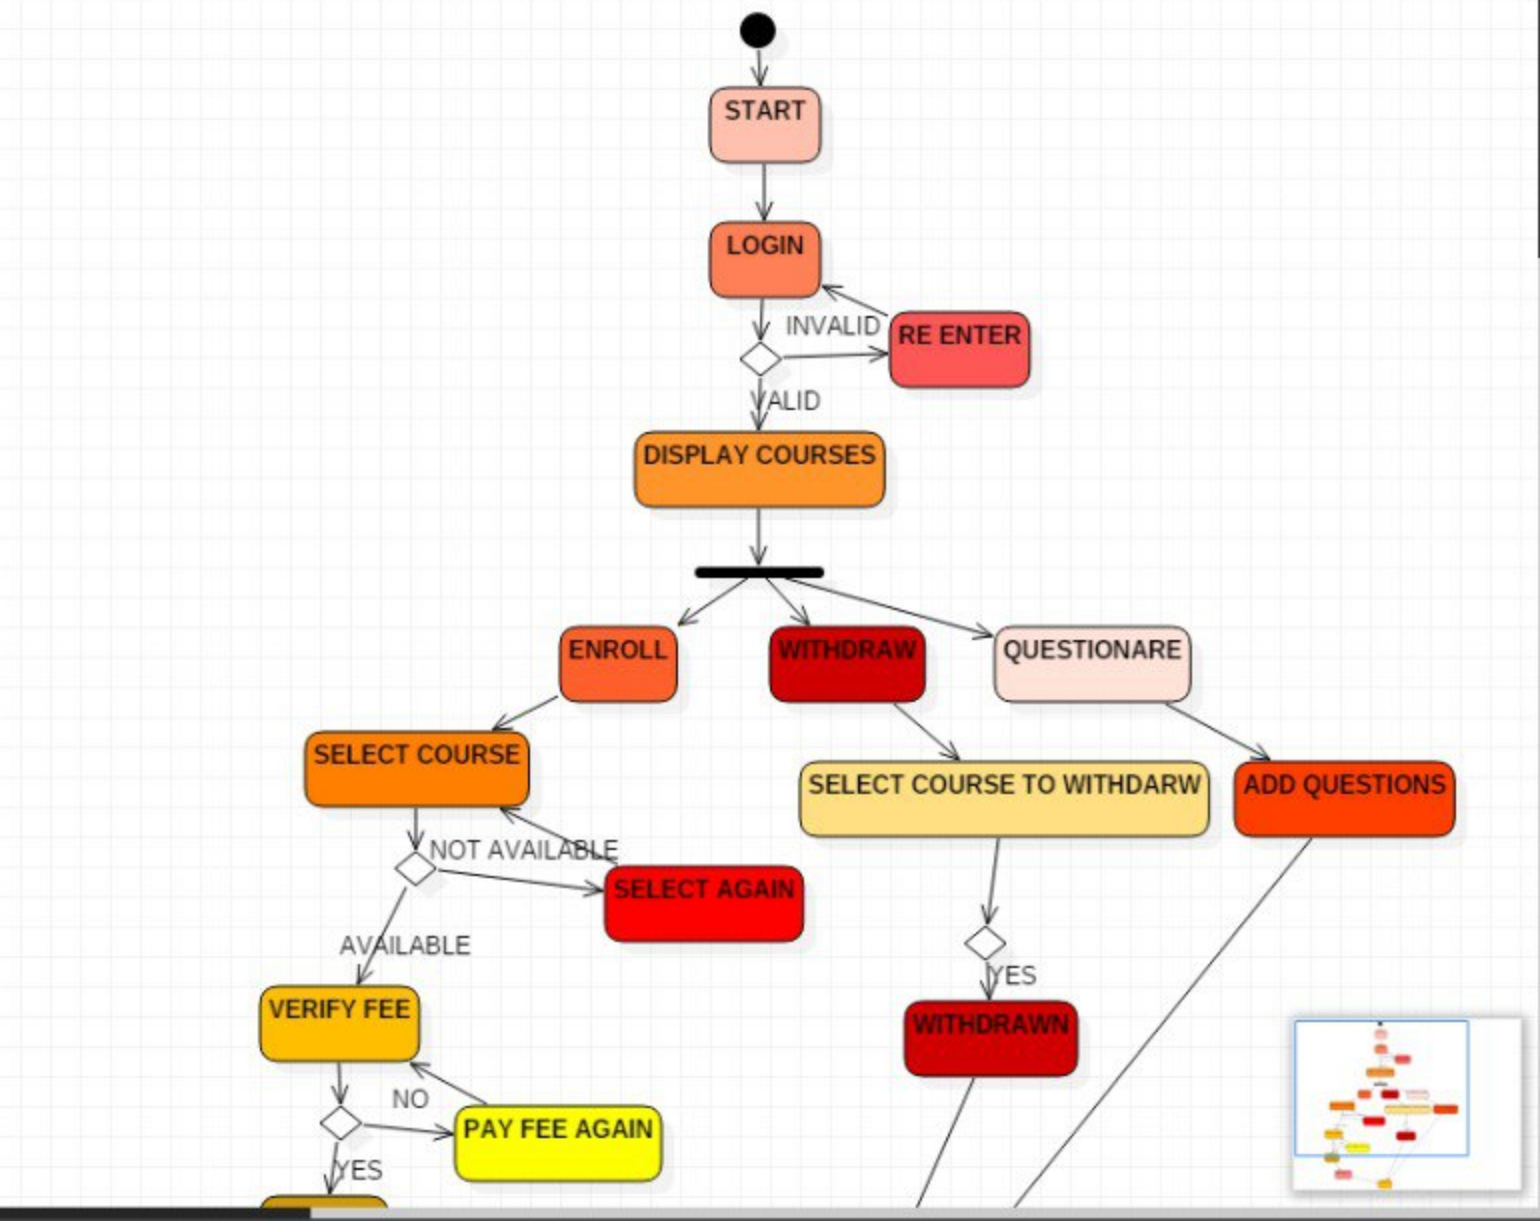 START
LOGIN
INVALID
RE ENTER
VALID
DISPLAY COURSES
ENROLL
WITHDRAW
QUESTIONARE
SELECT COURSE
SELECT COURSE TO WITHDARW
ADD QUESTIONS
NOT AVAILABLE
SELECT AGAIN
AVAILABLE
YES
VERIFY FEE
WITHDRAWN
NO
PAY FEE AGAIN
YES